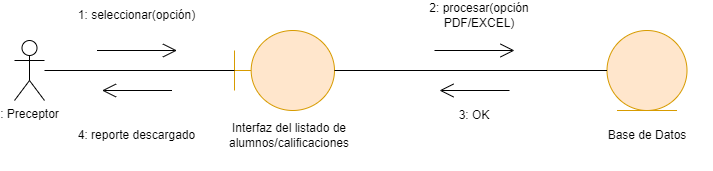 1: seleccionar(opción)
2: procesar(opción
PDF/EXCEL)
: Preceptor
4: reporte descargado
Interfaz del listado de
alumnos/calificaciones
3: OK
Base de Datos